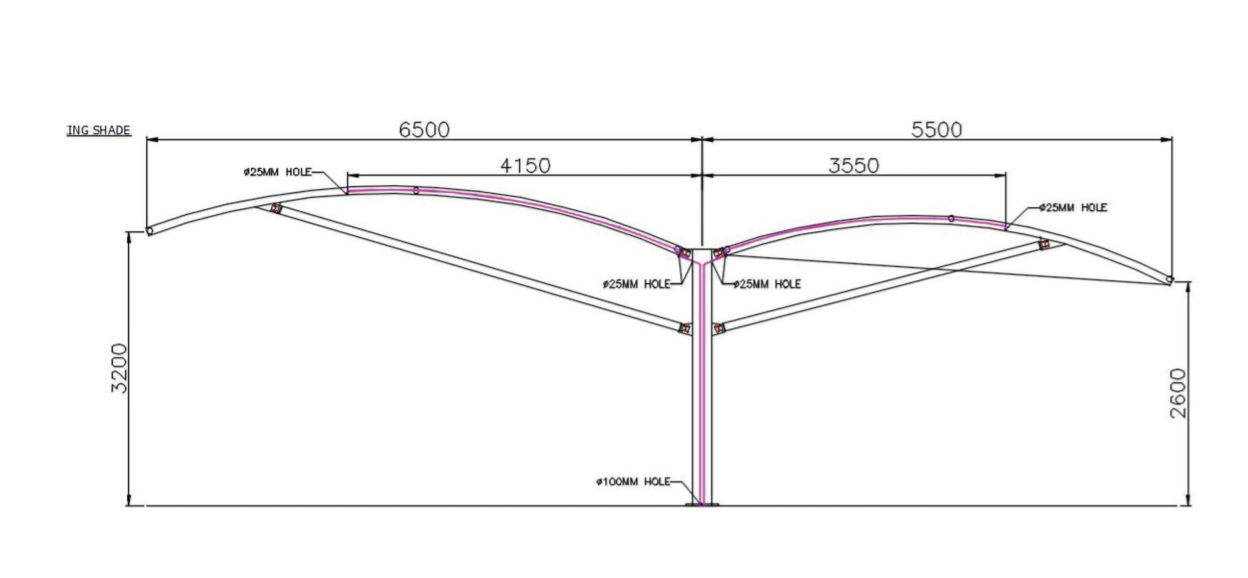 ING SHADE
6500
5500
4150
3550
ø25MM HOLE
ø25MM HOLE
ø25MM HOLE
ø25MM HOLE
3200
2600
ø100MM HOLE